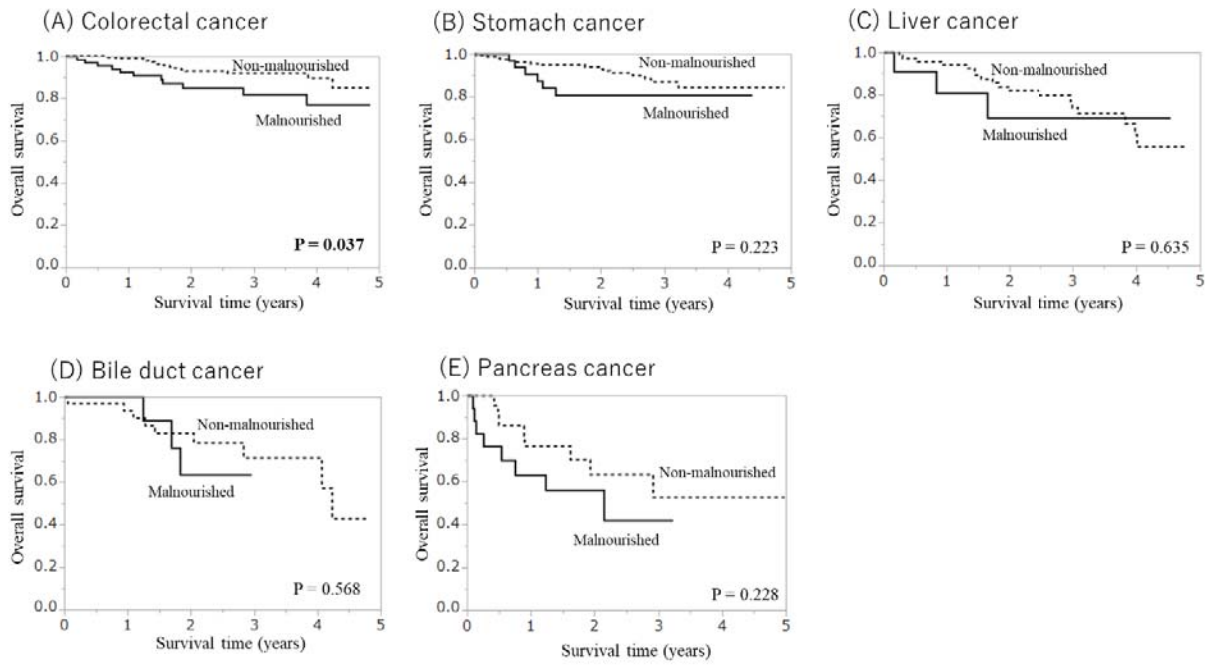 (A) Colorectal cancer
Overall survival
1.0
0.8
0.6
0.4
0.2
0.0
Non-malnourished
Malnourished
P = 0.037
0 1 2 3 4 5
Survival time (years)
(B) Stomach cancer
Overall survival
1.0
0.8
0.6
0.4
0.2
0.0
Non-malnourished
Malnourished
P = 0.223
0 1 2 3 4 5
Survival time (years)
(C) Liver cancer
Overall survival
1.0
0.8
0.6
0.4
0.2
0.0
Non-malnourished
Malnourished
P = 0.635
0 1 2 3 4 5
Survival time (years)
(D) Bile duct cancer
Overall survival
1.0
0.8
0.6
0.4
0.2
0.0
Non-malnourished
Malnourished
P = 0.568
0 1 2 3 4 5
Survival time (years)
(E) Pancreas cancer
Overall survival
1.0
0.8
0.6
0.4
0.2
0.0
Non-malnourished
Malnourished
P = 0.228
0 1 2 3 4 5
Survival time (years)